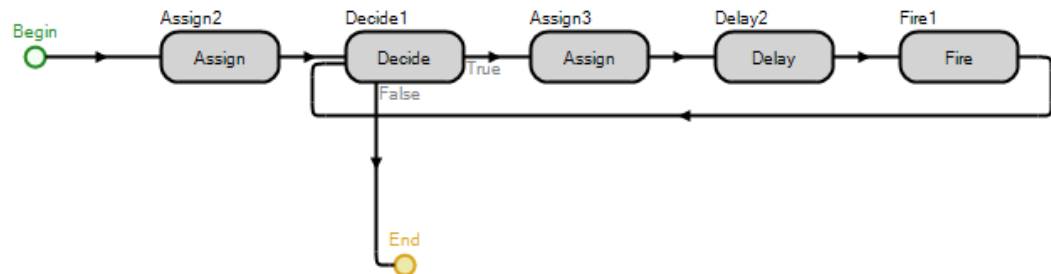 Begin
Assign2
Assign
Decide1
Decide
True
False
Assign3
Assign
Delay2
Delay
Fire1
Fire
End